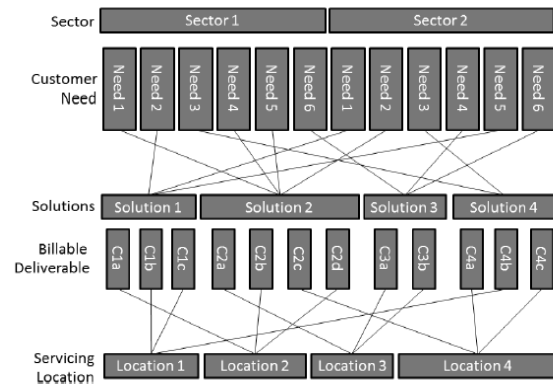 Sector
Sector 1
Sector 2
Customer
Need
Need 1
Need 2
Need 3
Need 4
Need 5
Need 6
Need 1
Need 2
Need 3
Need 4
Need 5
Need 6
Solutions
Solution 1
Solution 2
Solution 3
Solution 4
Billable
Deliverable
C1a
C1b
C1c
C2a
C2b
C2c
C2d
C3a
C3b
C4a
C4b
C4c
Servicing
Location
Location 1
Location 2
Location 3
Location 4